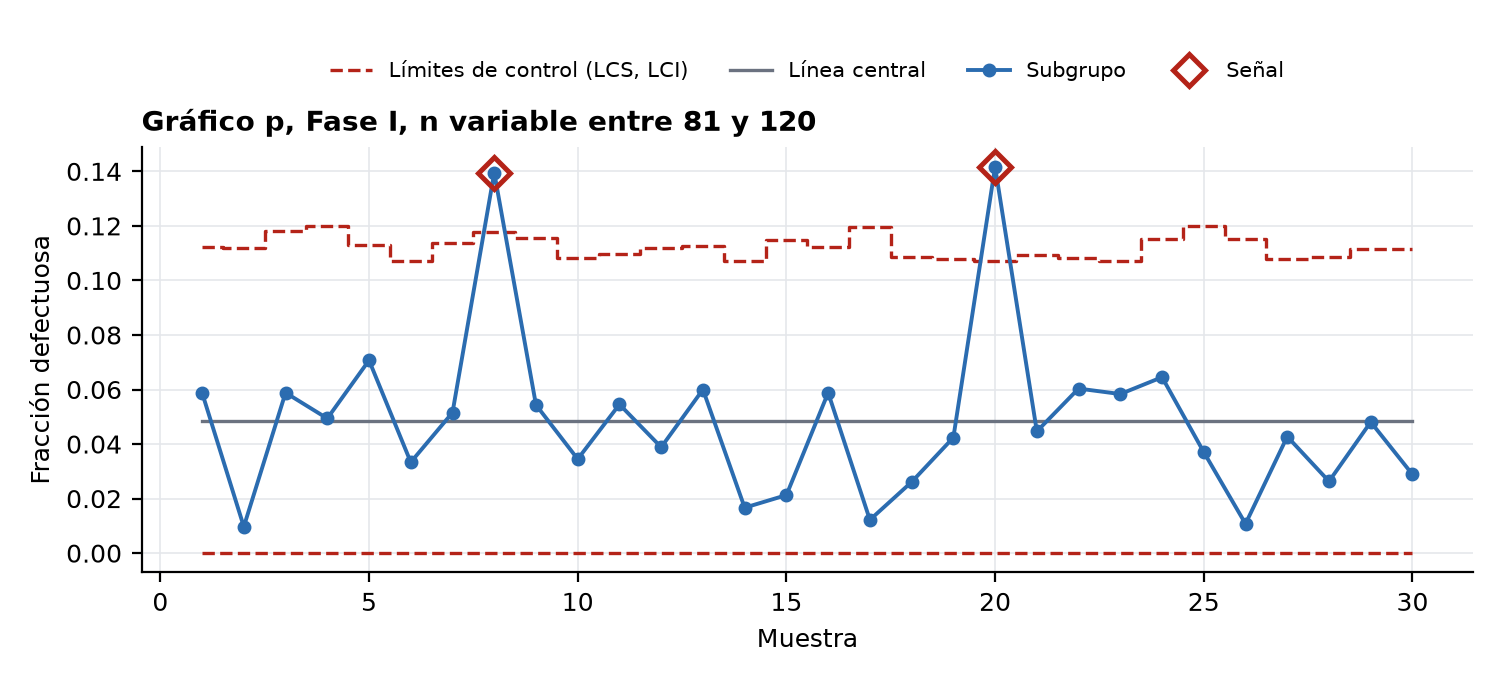 Límites de control (LCS, LCI) Línea central Subgrupo Señal
Gráfico p, Fase I, n variable entre 81 y 120
Fracción defectuosa
0.14
0.12
0.10
0.08
0.06
0.04
0.02
0.00
0 5 10 15 20 25 30
Muestra